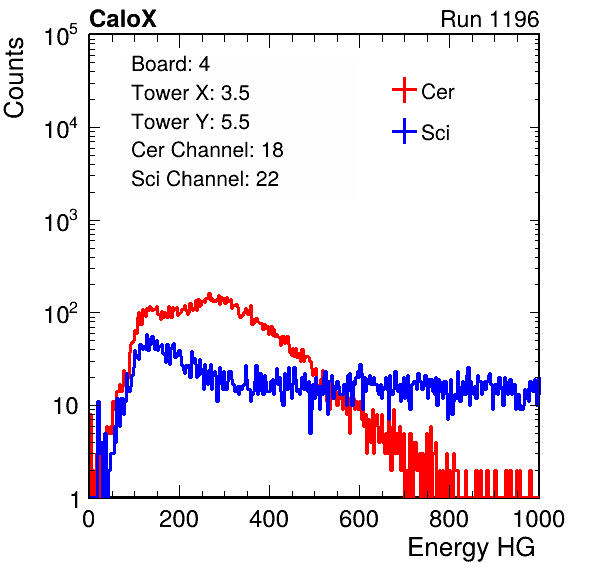 CaloX Run 1196
Counts
Board: 4
Tower X: 3.5
Tower Y: 5.5
Cer Channel: 18
Sci Channel: 22
Cer
Sci
10^5
10^4
10^3
10^2
10
1
0 200 400 600 800 1000
Energy HG